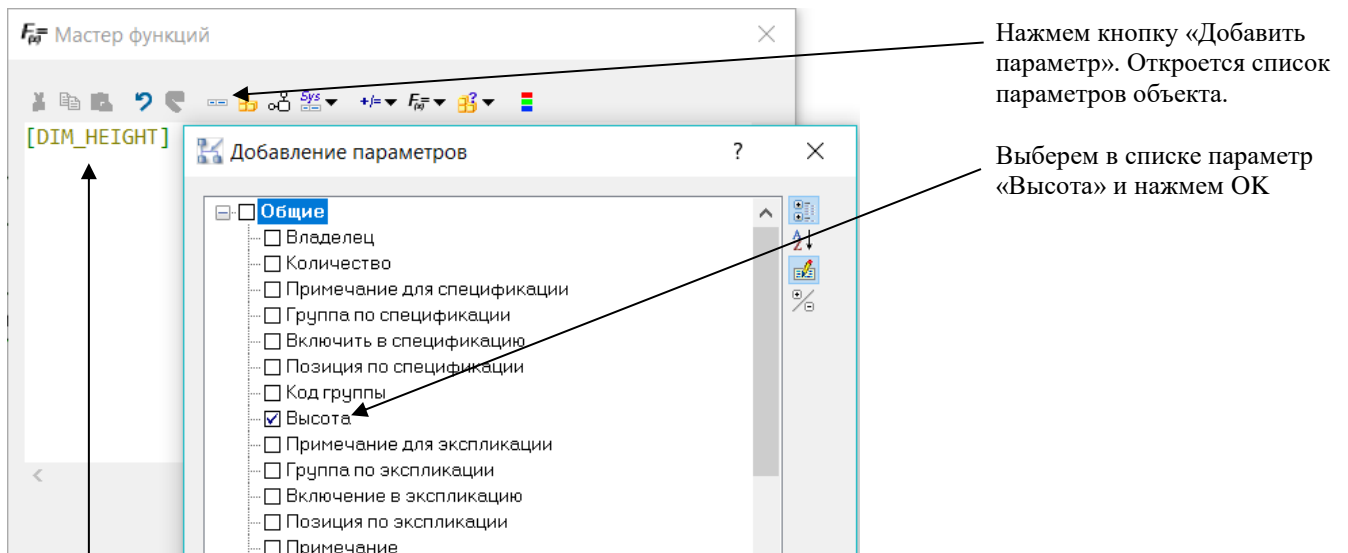 Мастер функций
[DIM_HEIGHT]
Добавление параметров
Общие
Владелец
Количество
Примечание для спецификации
Группа по спецификации
Включить в спецификацию
Позиция по спецификации
Код группы
Высота
Примечание для экспликации
Группа по экспликации
Включение в экспликацию
Позиция по экспликации
Примечание
Нажмем кнопку «Добавить
параметр». Откроется список
параметров объекта.
Выберем в списке параметр
«Высота» и нажмем OK